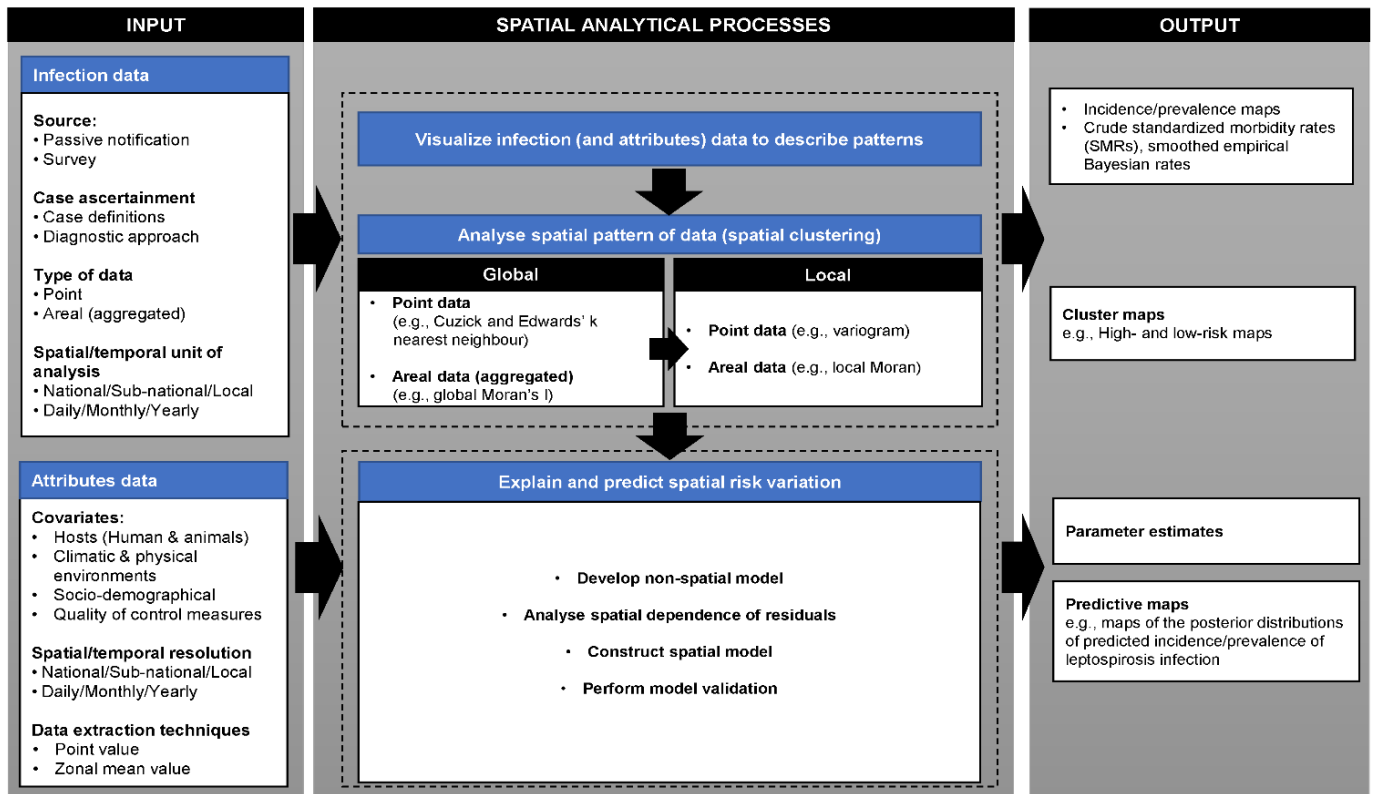 INPUT
Infection data
Source:
• Passive notification
• Survey
Case ascertainment
• Case definitions
• Diagnostic approach
Type of data
• Point
• Areal (aggregated)
Spatial/temporal unit of
analysis
• National/Sub-national/Local
• Daily/Monthly/Yearly
Attributes data
Covariates:
• Hosts (Human & animals)
• Climatic & physical
environments
• Socio-demographical
• Quality of control measures
Spatial/temporal resolution
• National/Sub-national/Local
• Daily/Monthly/Yearly
Data extraction techniques
• Point value
• Zonal mean value
SPATIAL ANALYTICAL PROCESSES
Visualize infection (and attributes) data to describe patterns
Analyse spatial pattern of data (spatial clustering)
Global
• Point data
(e.g., Cuzick and Edwards' k
nearest neighbour)
• Areal data (aggregated)
(e.g., global Moran's I)
Local
• Point data (e.g., variogram)
• Areal data (e.g., local Moran)
Explain and predict spatial risk variation
• Develop non-spatial model
• Analyse spatial dependence of residuals
• Construct spatial model
• Perform model validation
OUTPUT
• Incidence/prevalence maps
• Crude standardized morbidity rates
(SMRs), smoothed empirical
Bayesian rates
Cluster maps
e.g., High- and low-risk maps
Parameter estimates
Predictive maps
e.g., maps of the posterior distributions
of predicted incidence/prevalence of
leptospirosis infection